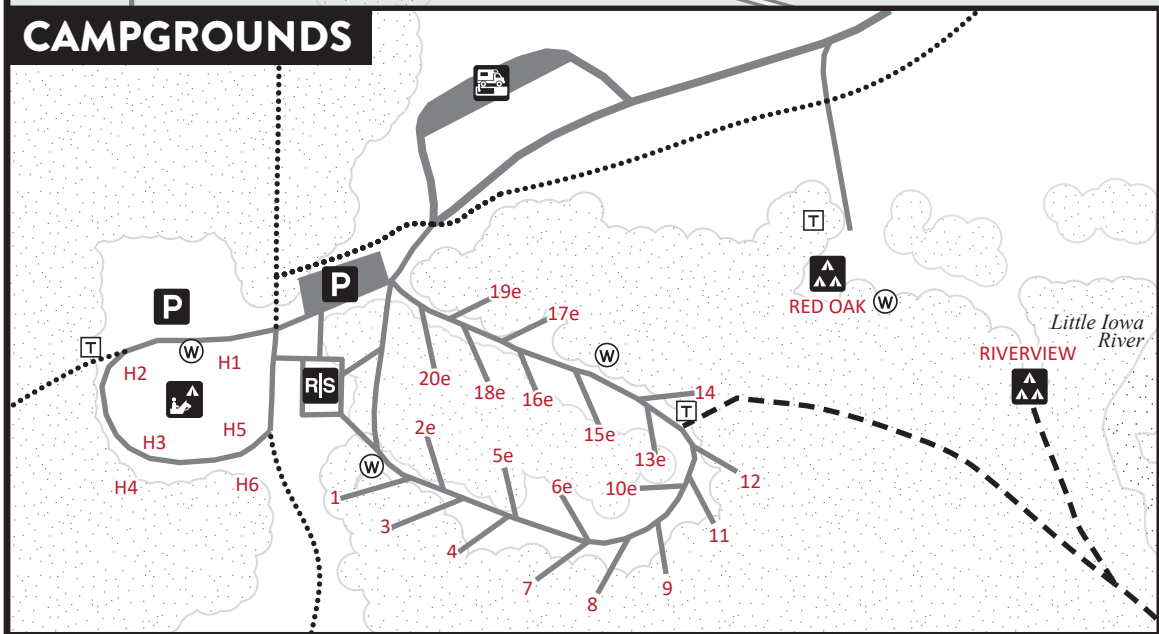 CAMPGROUNDS
T
P
P
RED OAK
W
Little Iowa
River
RIVERVIEW
19e
17e
T
W
H2
H1
R|S
20e
18e
16e
W
14
T
H3
H5
2e
15e
13e
12
H4
H6
W
5e
6e
10e
1
3
4
11
7
8
9